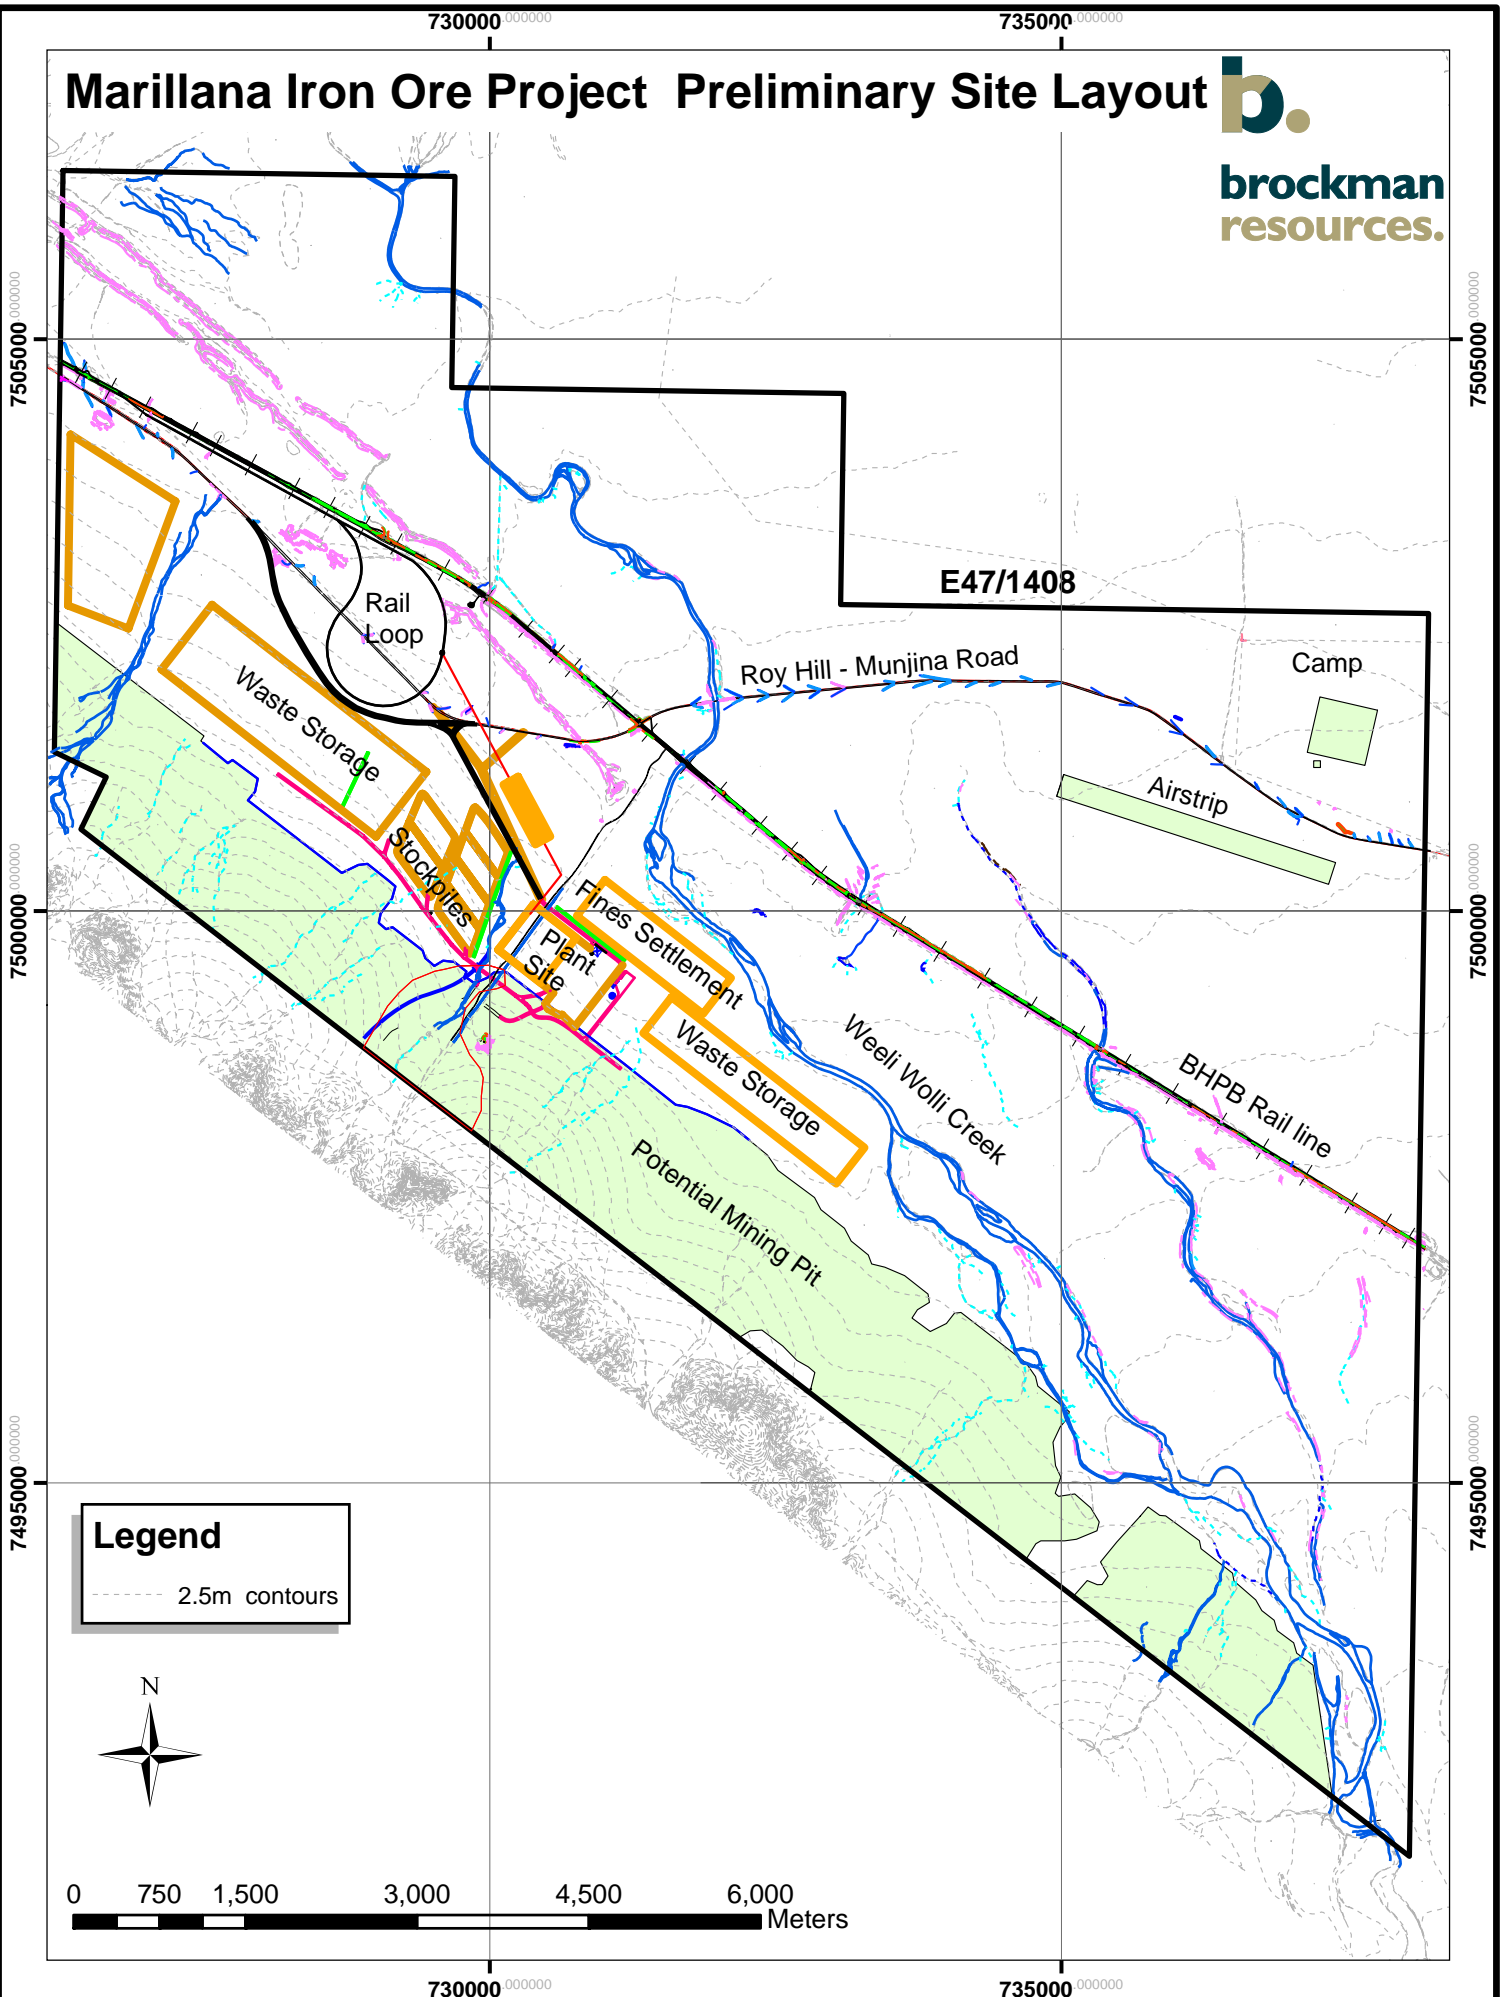 730000.000000
735000.000000
Marillana Iron Ore Project  Preliminary Site Layout
b.
brockman
resources.
7505000.000000
7505000.000000
E47/1408
Rail
Loop
Roy Hill - Munjina Road
Camp
Waste Storage
Airstrip
Stockpiles
Fines Settlement
Plant
Site
7500000.000000
7500000.000000
Waste Storage
Weeli Wolli Creek
BHPB Rail line
Potential Mining Pit
7495000.000000
7495000.000000
Legend
2.5m  contours
N
0 750 1,500 3,000 4,500 6,000
Meters
730000.000000
735000.000000